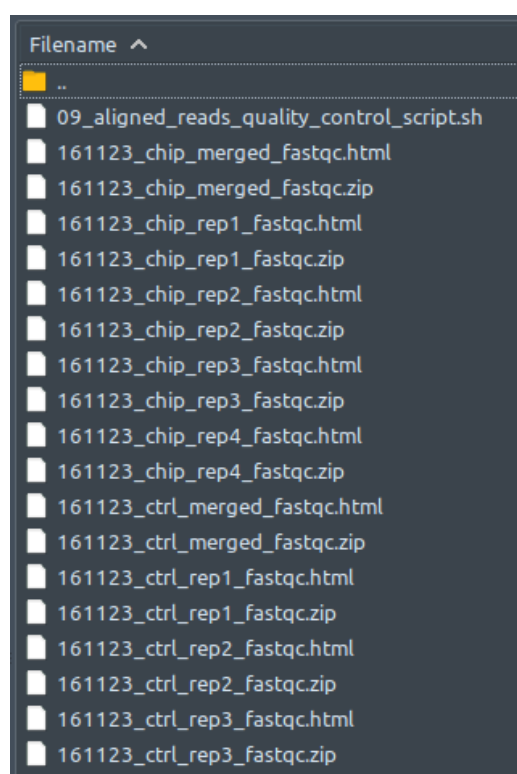 Filename
..
09_aligned_reads_quality_control_script.sh
161123_chip_merged_fastqc.html
161123_chip_merged_fastqc.zip
161123_chip_rep1_fastqc.html
161123_chip_rep1_fastqc.zip
161123_chip_rep2_fastqc.html
161123_chip_rep2_fastqc.zip
161123_chip_rep3_fastqc.html
161123_chip_rep3_fastqc.zip
161123_chip_rep4_fastqc.html
161123_chip_rep4_fastqc.zip
161123_ctrl_merged_fastqc.html
161123_ctrl_merged_fastqc.zip
161123_ctrl_rep1_fastqc.html
161123_ctrl_rep1_fastqc.zip
161123_ctrl_rep2_fastqc.html
161123_ctrl_rep2_fastqc.zip
161123_ctrl_rep3_fastqc.html
161123_ctrl_rep3_fastqc.zip